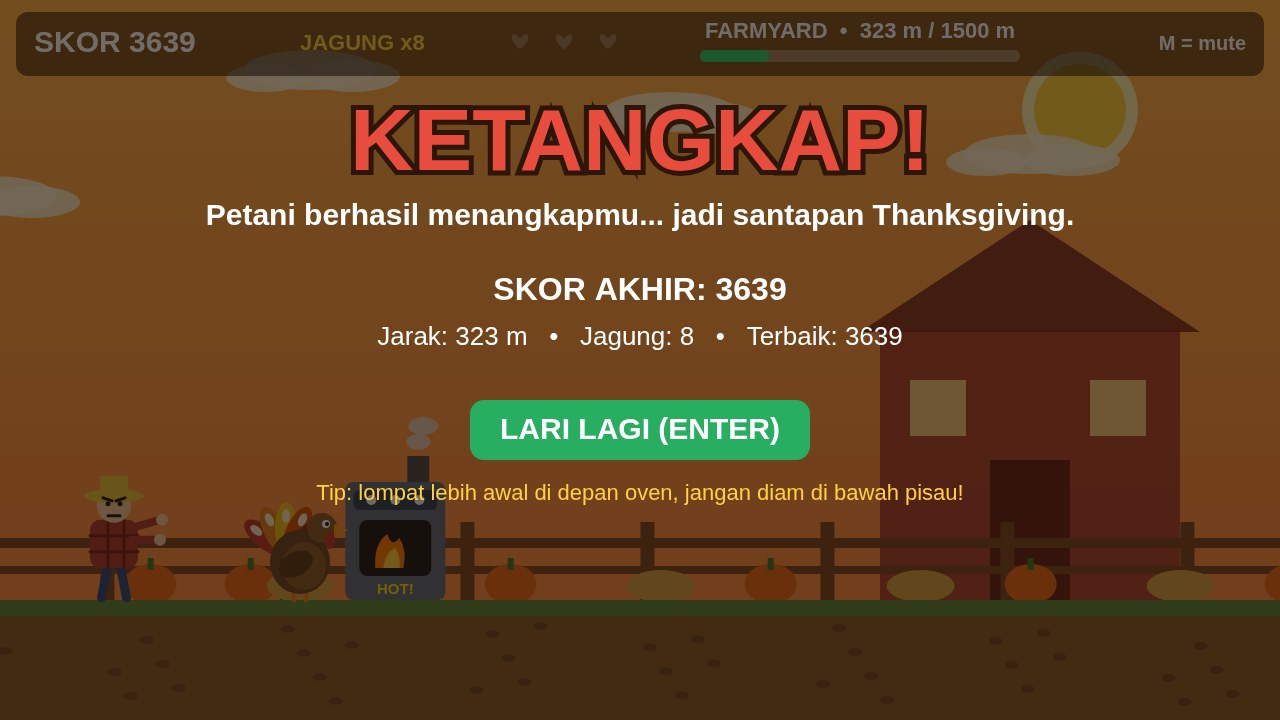 SKOR 3639
JAGUNG x8
FARMYARD • 323 m / 1500 m
M = mute
KETANGKAP!
Petani berhasil menangkapmu... jadi santapan Thanksgiving.
SKOR AKHIR: 3639
Jarak: 323 m • Jagung: 8 • Terbaik: 3639
LARI LAGI (ENTER)
Tip: lompat lebih awal di depan oven, jangan diam di bawah pisau!
HOT!